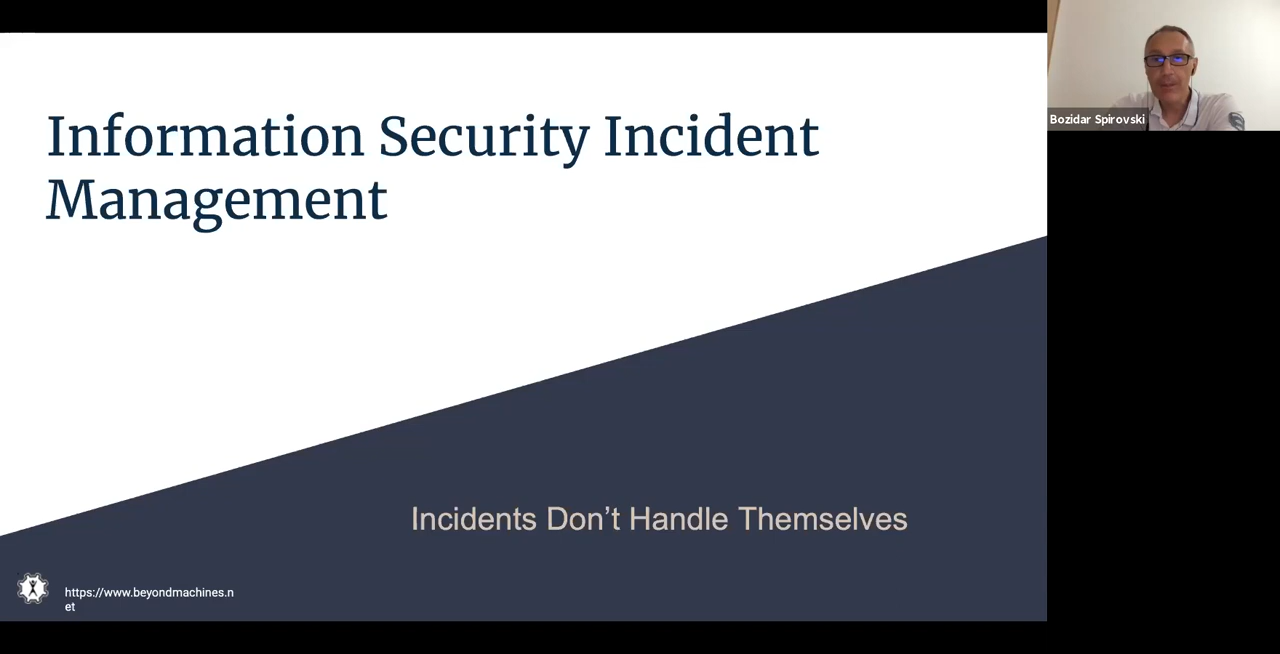 Information Security Incident
Management
Bozidar Spirovski
Incidents Don’t Handle Themselves
https://www.beyondmachines.n
et